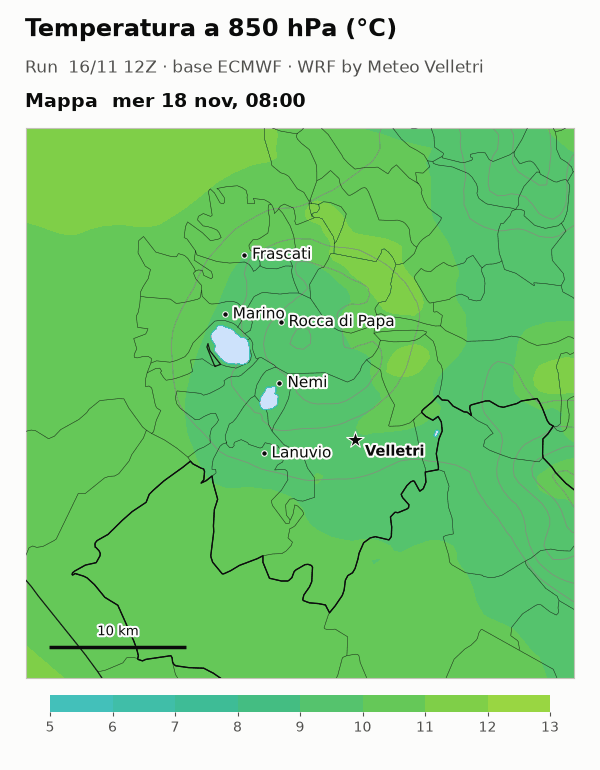 Temperatura a 850 hPa (°C)
Run  16/11 12Z · base ECMWF · WRF by Meteo Velletri
Mappa  mer 18 nov, 08:00
Frascati
Marino
Rocca di Papa
Nemi
Velletri
Lanuvio
10 km
5 6 7 8 9 10 11 12 13